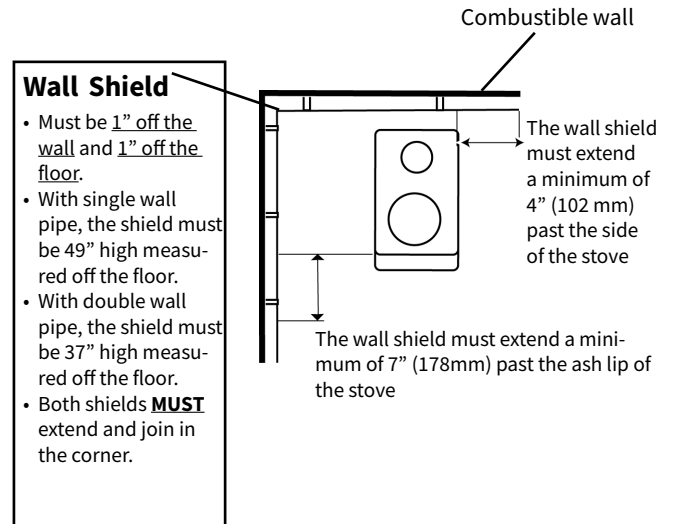 Combustible wall
Wall Shield
• Must be 1” off the
wall and 1” off the
floor.
• With single wall
pipe, the shield must
be 49” high measu-
red off the floor.
• With double wall
pipe, the shield must
be 37” high measu-
red off the floor.
• Both shields MUST
extend and join in
the corner.
The wall shield
must extend
a minimum of
4” (102 mm)
past the side
of the stove
The wall shield must extend a mini-
mum of 7” (178mm) past the ash lip of
the stove